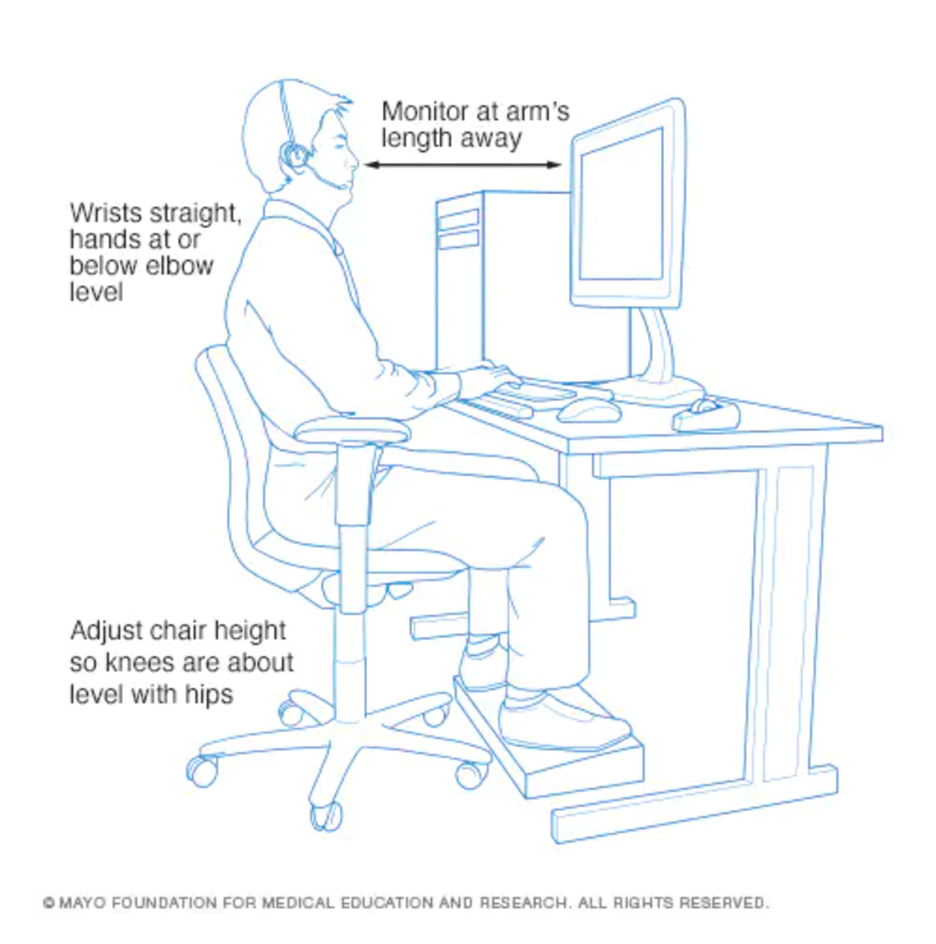 Monitor at arm's
length away
Wrists straight,
hands at or
below elbow
level
Adjust chair height
so knees are about
level with hips
© MAYO FOUNDATION FOR MEDICAL EDUCATION AND RESEARCH. ALL RIGHTS RESERVED.